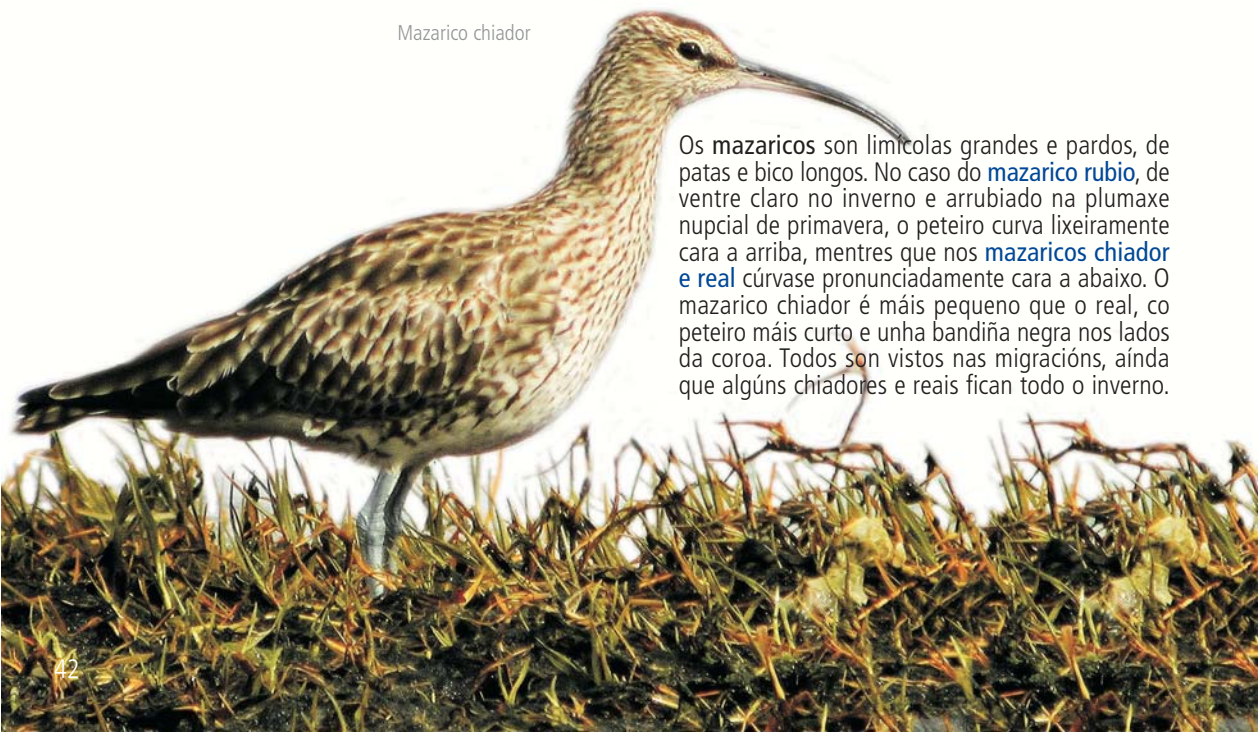 Mazarico chiador
Os mazaricos son limícolas grandes e pardos, de
patas e bico longos. No caso do mazarico rubio, de
ventre claro no inverno e arrubiado na plumaxe
nupcial de primavera, o peteiro curva lixeiramente
cara a arriba, mentres que nos mazaricos chiador
e real cúrvase pronunciadamente cara a abaixo. O
mazarico chiador é máis pequeno que o real, co
peteiro máis curto e unha bandiña negra nos lados
da coroa. Todos son vistos nas migracións, aínda
que algúns chiadores e reais fican todo o inverno.
42